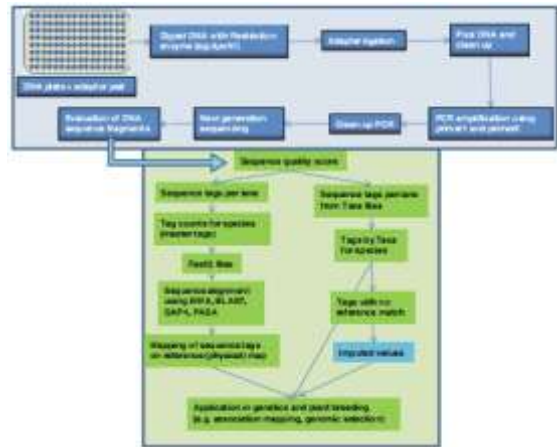 DNA plate + adaptor pair
Digest DNA with Restriction
enzyme (e.g. ApeKI)
Adaptor ligation
Pool DNA and
clean up
PCR amplification using
primer1 and primer2
Clean up PCR
Next generation
sequencing
Evaluation of DNA
sequence fragments
Sequence quality score
Sequence tags per lane
Tag counts for species
(master tags)
FastQ files
Sequence alignment
using BWA, BLAST,
Mapping of sequence tags
on reference (physical) map
Sequence tags per lane
from Taxa files
Tags by Taxa
for species
Tags with no
reference match
Imputed values
Application in genetics and plant breeding
(e.g. association mapping, genomic selection)